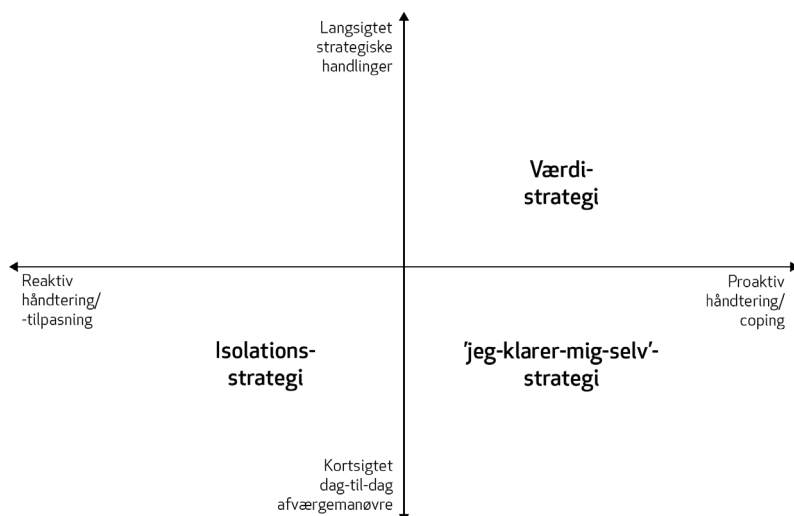 Langsigtet
strategiske
handlinger
Værdi-
strategi
Reaktiv
håndtering/
-tilpasning
Proaktiv
håndtering/
coping
Isolations-
strategi
'jeg-klarer-mig-selv'-
strategi
Kortsigtet
dag-til-dag
afværgemanøvre